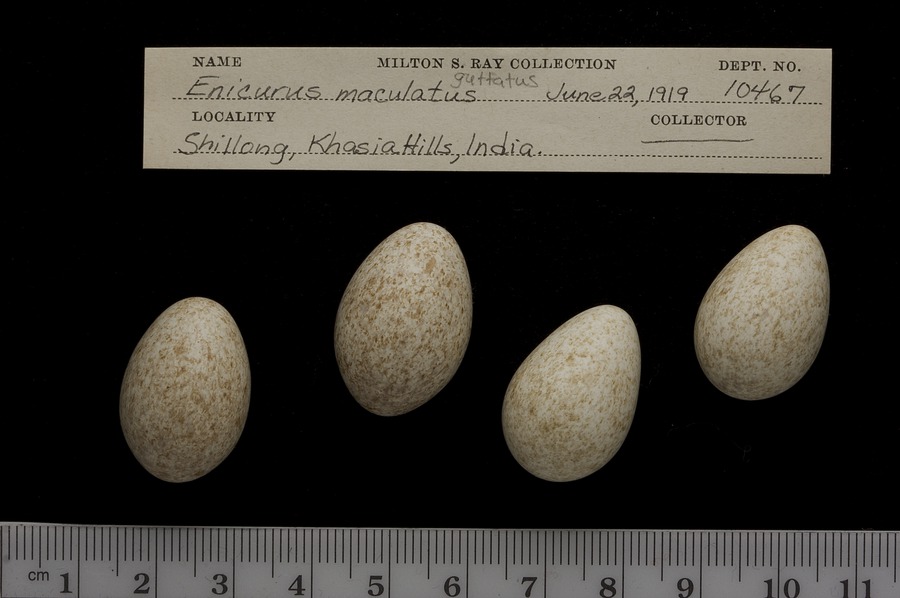 NAME MILTON S. RAY COLLECTION DEPT. NO.
guttatus
Enicurus maculatus June 22, 1919 10467
LOCALITY COLLECTOR
Shillong, Khasia Hills, India.
cm 1 2 3 4 5 6 7 8 9 10 11